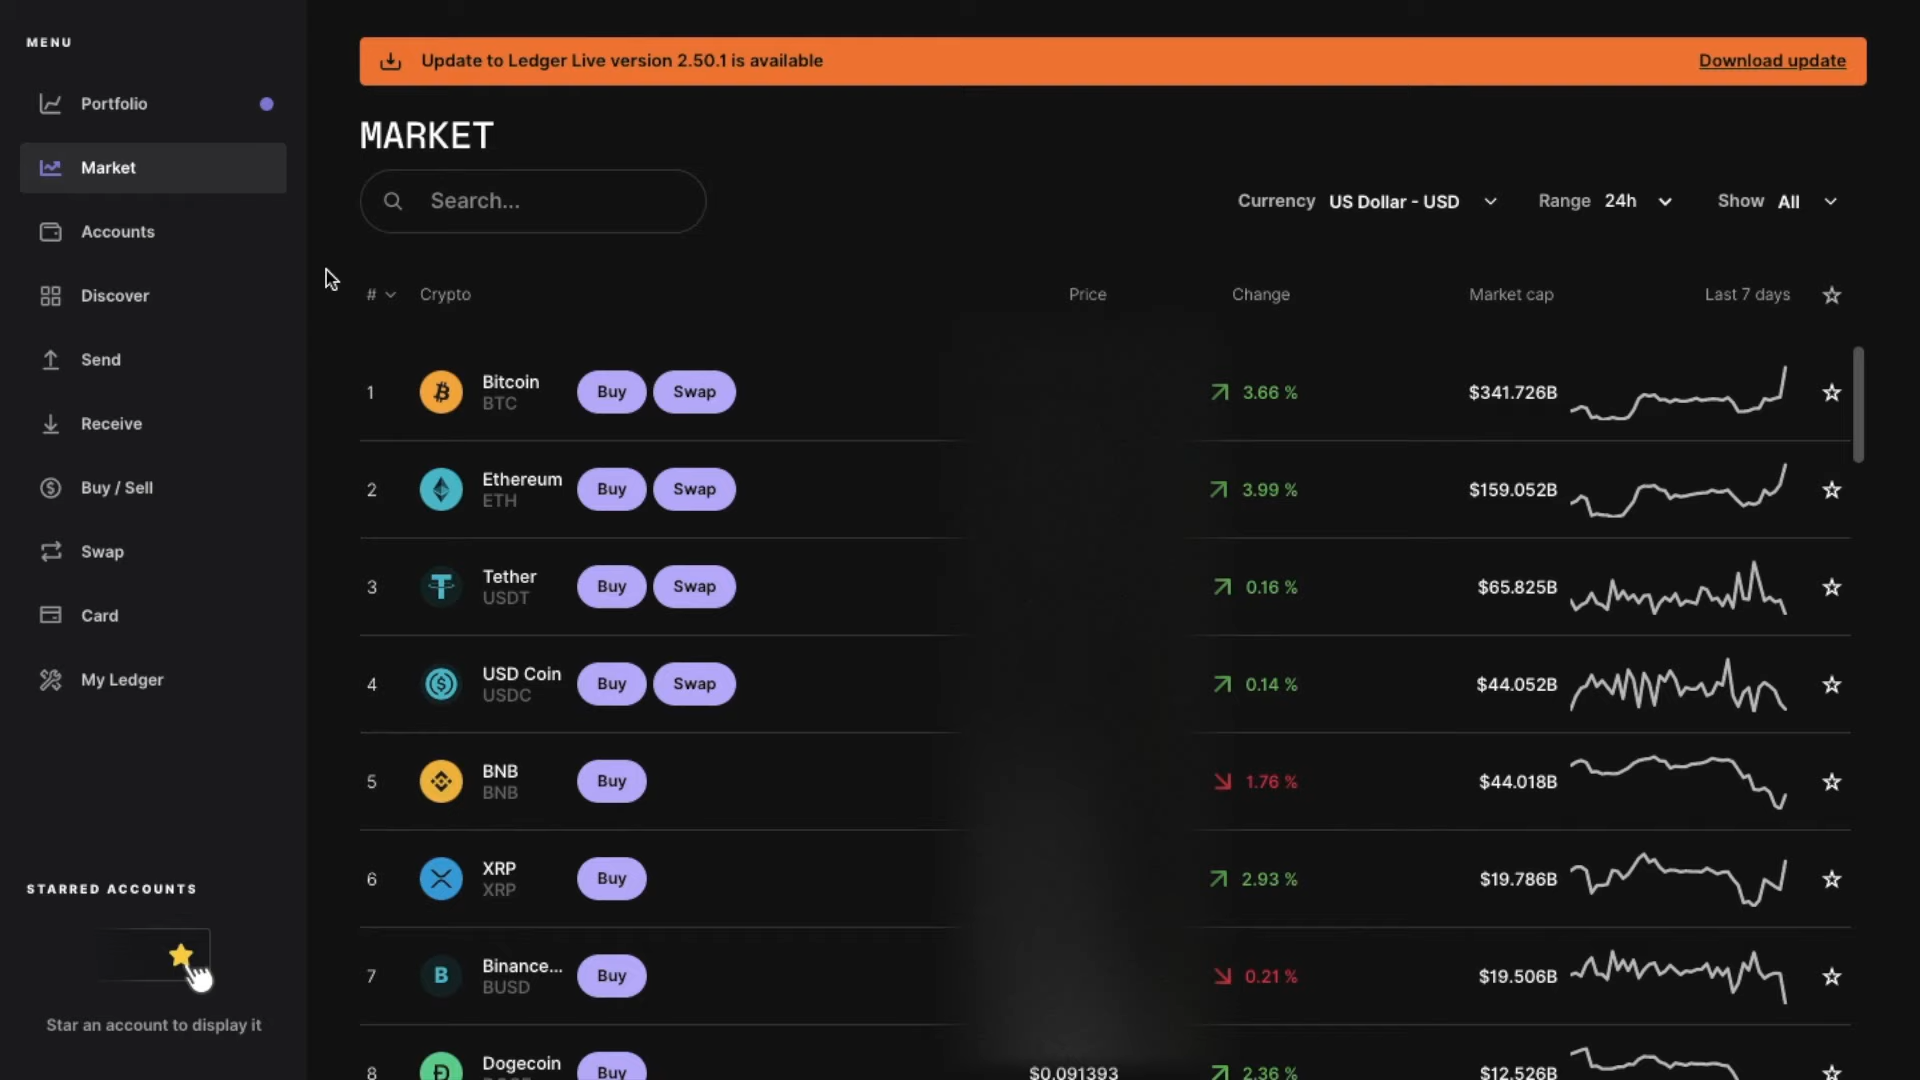 MENU
Portfolio
Market
Accounts
Discover
Send
Receive
Buy / Sell
Swap
Card
My Ledger
STARRED ACCOUNTS
Star an account to display it
Update to Ledger Live version 2.50.1 is available Download update
MARKET
Search... Currency US Dollar - USD Range 24h Show All
# Crypto Price Change Market cap Last 7 days
1 Bitcoin BTC Buy Swap 3.66 % $341.726B
2 Ethereum ETH Buy Swap 3.99 % $159.052B
3 Tether USDT Buy Swap 0.16 % $65.825B
4 USD Coin USDC Buy Swap 0.14 % $44.052B
5 BNB BNB Buy 1.76 % $44.018B
6 XRP XRP Buy 2.93 % $19.786B
7 Binance... BUSD Buy 0.21 % $19.506B
8 Dogecoin Buy $0.091393 2.36 % $12.526B